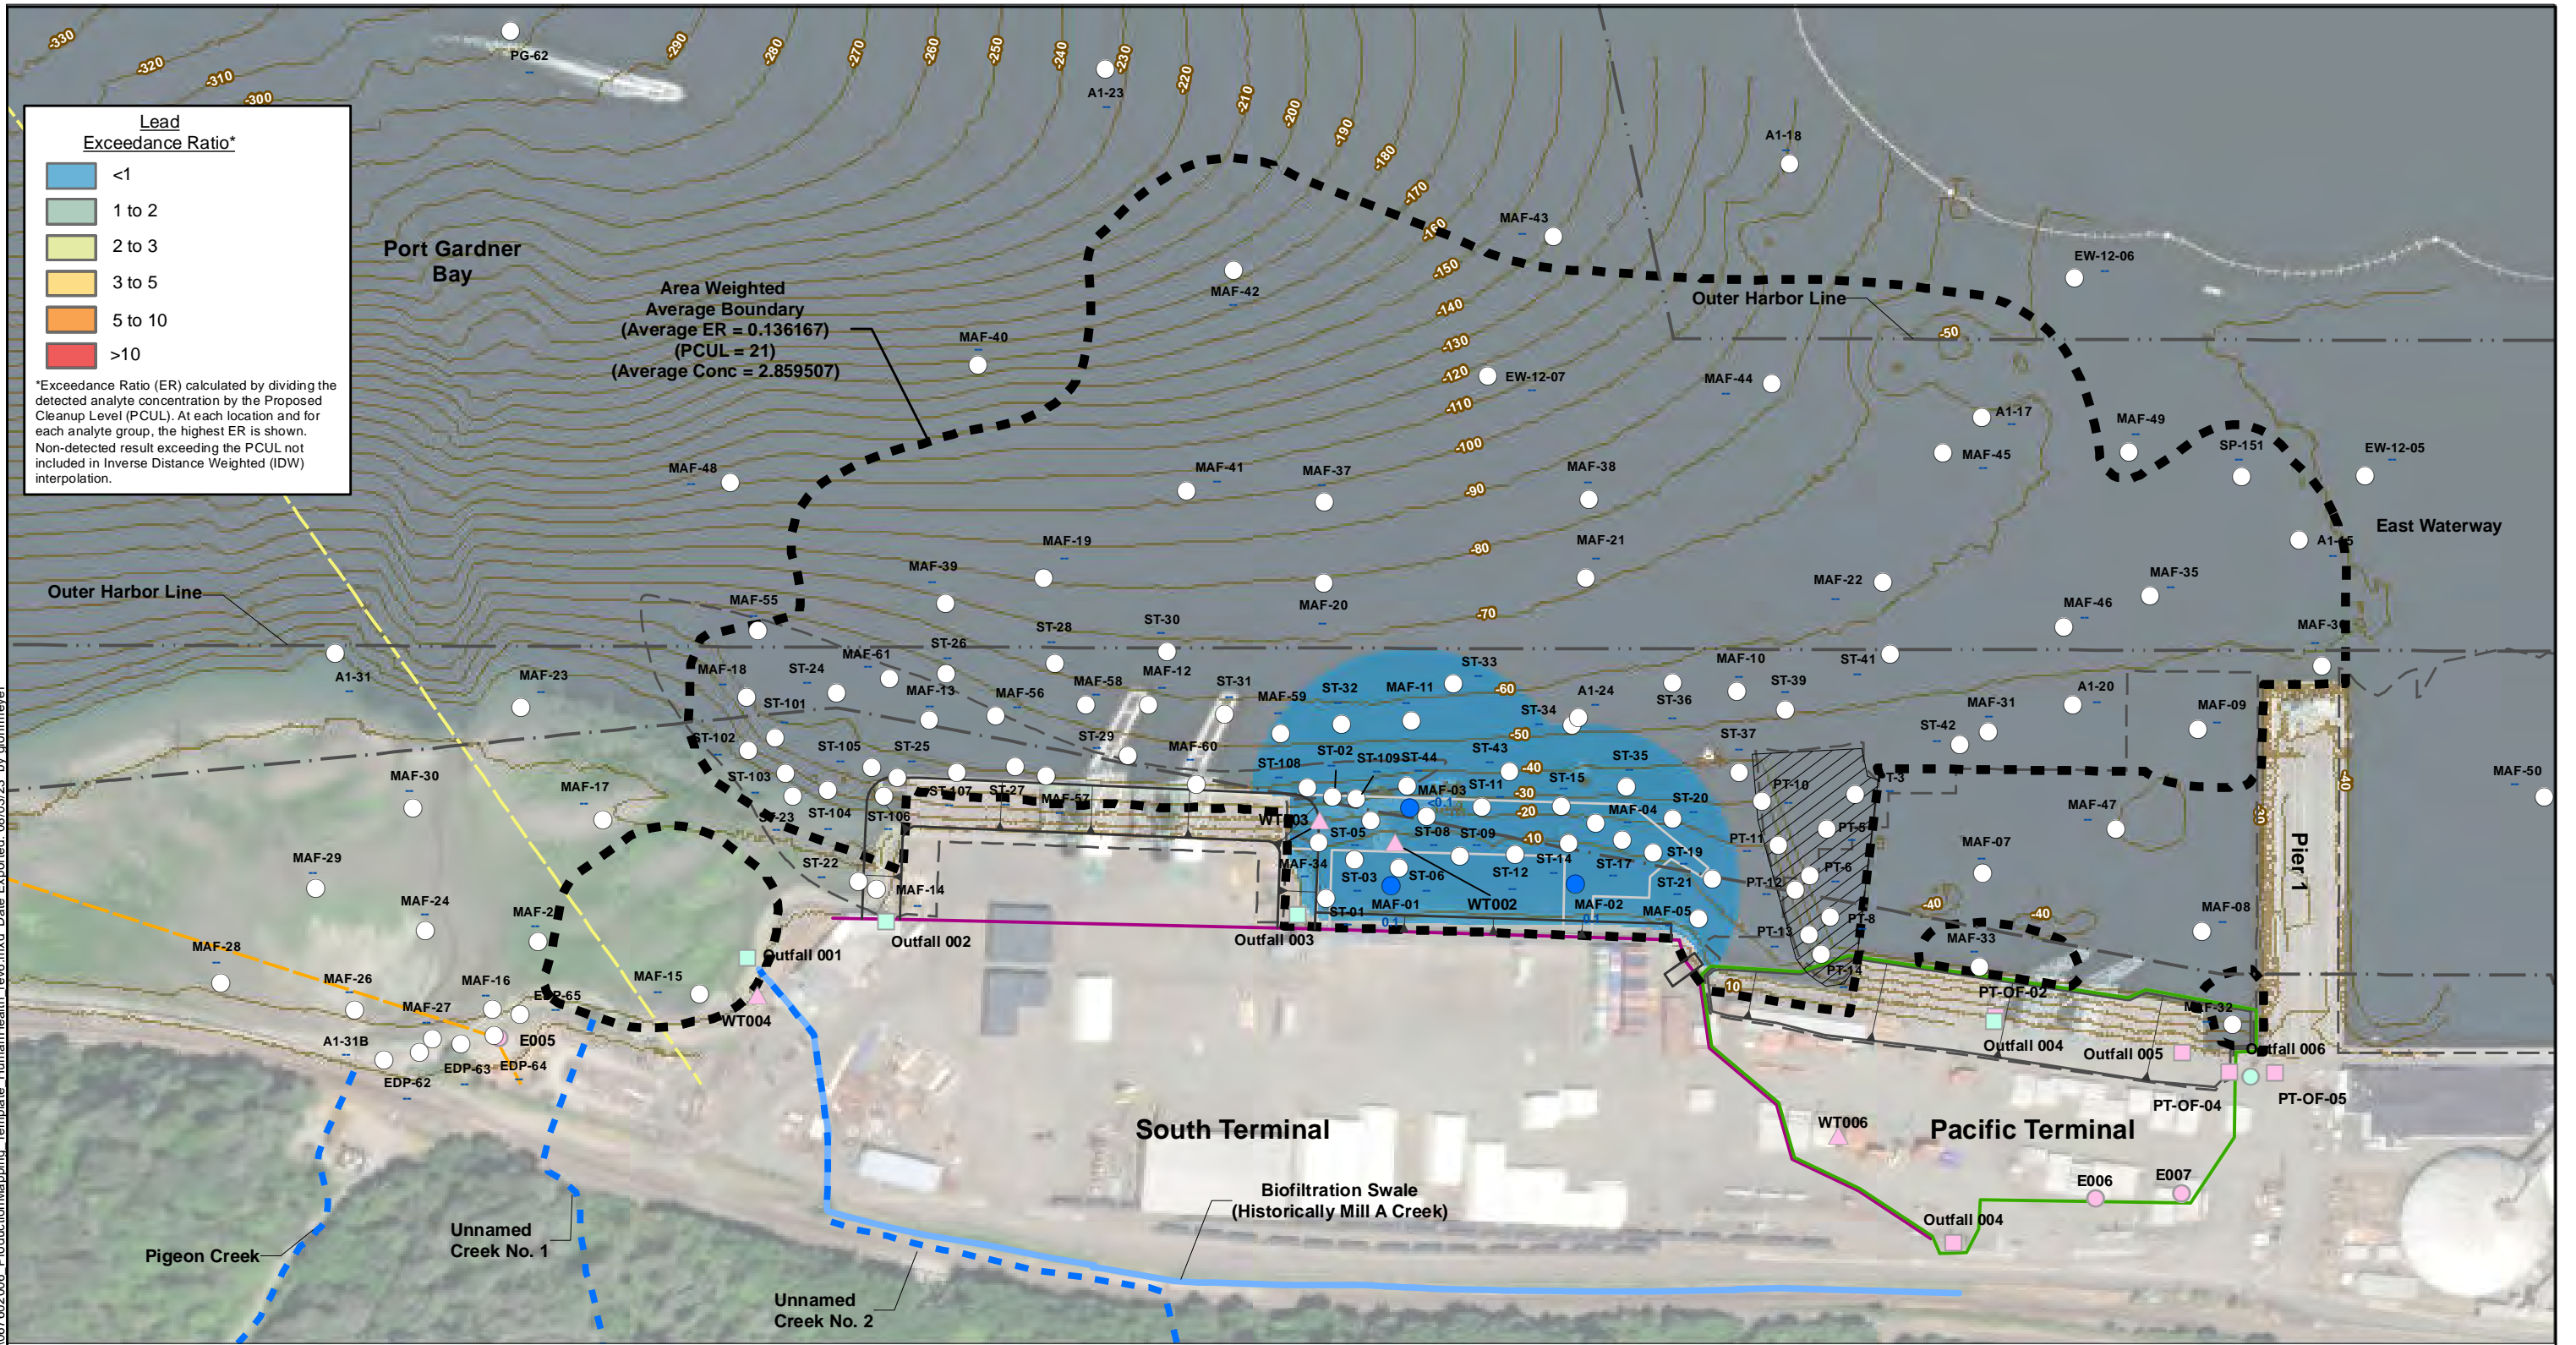 Lead
Exceedance Ratio*
<1
1 to 2
2 to 3
3 to 5
5 to 10
>10
*Exceedance Ratio (ER) calculated by dividing the
detected analyte concentration by the Proposed
Cleanup Level (PCUL). At each location and for
each analyte group, the highest ER is shown.
Non-detected result exceeding the PCUL not
included in Inverse Distance Weighted (IDW)
interpolation.
-330
-320
-310
-300
-290
-280
-270
-260
-250
-240
-230
-220
-210
-200
-190
-180
-170
-160
-150
-140
-130
-120
-110
-100
-90
-80
-70
-60
-50
-40
-30
-20
-10
-50
-40
-40
-40
10
PG-62
--
A1-23
--
A1-18
--
Port Gardner
Bay
Area Weighted
Average Boundary
(Average ER = 0.136167)
(PCUL = 21)
(Average Conc = 2.859507)
MAF-43
--
MAF-42
--
EW-12-06
--
Outer Harbor Line
MAF-40
--
EW-12-07
--
MAF-44
--
A1-17
--
MAF-49
--
MAF-45
--
SP-151
--
EW-12-05
--
MAF-48
--
MAF-41
--
MAF-37
--
MAF-38
--
East Waterway
A1-15
--
MAF-19
--
MAF-39
--
MAF-20
--
MAF-21
--
MAF-22
--
MAF-35
--
MAF-46
--
Outer Harbor Line
MAF-55
--
ST-26
--
ST-28
--
ST-30
--
A1-31
--
MAF-23
--
MAF-18
--
ST-24
--
MAF-61
--
MAF-13
--
MAF-56
--
MAF-58
--
MAF-12
--
ST-31
--
MAF-59
--
ST-32
--
MAF-11
--
ST-33
--
ST-34
--
A1-24
--
ST-36
--
MAF-10
--
ST-39
--
ST-41
--
ST-42
--
MAF-31
--
A1-20
--
MAF-09
--
ST-101
--
ST-102
--
ST-103
--
ST-104
--
ST-105
--
ST-25
--
ST-106
--
ST-107
ST-27
MAF-57
ST-29
--
MAF-60
--
ST-108
--
ST-02
--
ST-109
ST-44
--
ST-43
--
ST-11
--
ST-15
--
ST-35
--
ST-37
--
MAF-03
<0.1
MAF-04
--
ST-20
--
PT-10
--
MAF-47
--
MAF-50
--
MAF-30
--
MAF-17
--
MAF-29
--
MAF-24
--
MAF-28
--
MAF-26
--
MAF-27
--
MAF-16
--
EDP-65
--
MAF-15
--
ST-22
--
MAF-14
--
WT003
ST-05
--
ST-08
--
ST-09
--
MAF-34
--
ST-03
--
ST-06
--
ST-12
--
ST-14
--
ST-17
--
ST-19
--
ST-21
--
ST-01
--
MAF-01
0.1
WT002
MAF-02
0.1
MAF-05
--
PT-11
--
PT-12
--
PT-13
--
PT-6
--
PT-8
--
PT-14
--
MAF-07
--
MAF-08
--
MAF-33
--
Pier 1
Outfall 002
Outfall 003
WT004
A1-31B
--
EDP-62
--
EDP-63
--
EDP-64
--
E005
PT-OF-02
Outfall 004
Outfall 005
Outfall 006
PT-OF-04
PT-OF-05
South Terminal
Pacific Terminal
WT006
E006
E007
Outfall 004
Biofiltration Swale
(Historically Mill A Creek)
Pigeon Creek
Unnamed
Creek No. 1
Unnamed
Creek No. 2